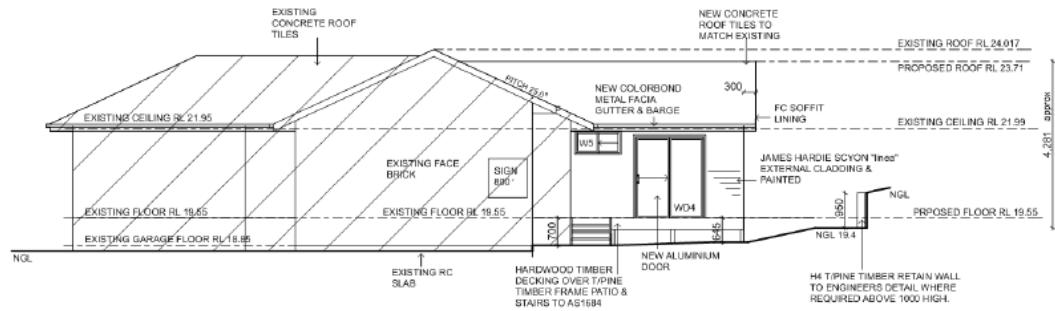 EXISTING
CONCRETE ROOF
TILES
NEW CONCRETE
ROOF TILES TO
MATCH EXISTING
EXISTING ROOF RL 24.017
PROPOSED ROOF RL 23.71
PITCH 25.0°
NEW COLORBOND
METAL FACIA
GUTTER & BARGE
300
FC SOFFIT
LINING
EXISTING CEILING RL 21.95
EXISTING CEILING RL 21.99
4,281 approx
W5
EXISTING FACE
BRICK
SIGN
800
JAMES HARDIE SCYON "linea"
EXTERNAL CLADDING &
PAINTED
NGL
WD4
950
EXISTING FLOOR RL 19.55
EXISTING FLOOR RL 19.55
PRPOSED FLOOR RL 19.55
700
645
NGL 19.4
EXISTING GARAGE FLOOR RL 18.85
NGL
EXISTING RC
SLAB
NEW ALUMINIUM
DOOR
HARDWOOD TIMBER
DECKING OVER T/PINE
TIMBER FRAME PATIO &
STAIRS TO AS1684
H4 T/PINE TIMBER RETAIN WALL
TO ENGINEERS DETAIL WHERE
REQUIRED ABOVE 1000 HIGH.